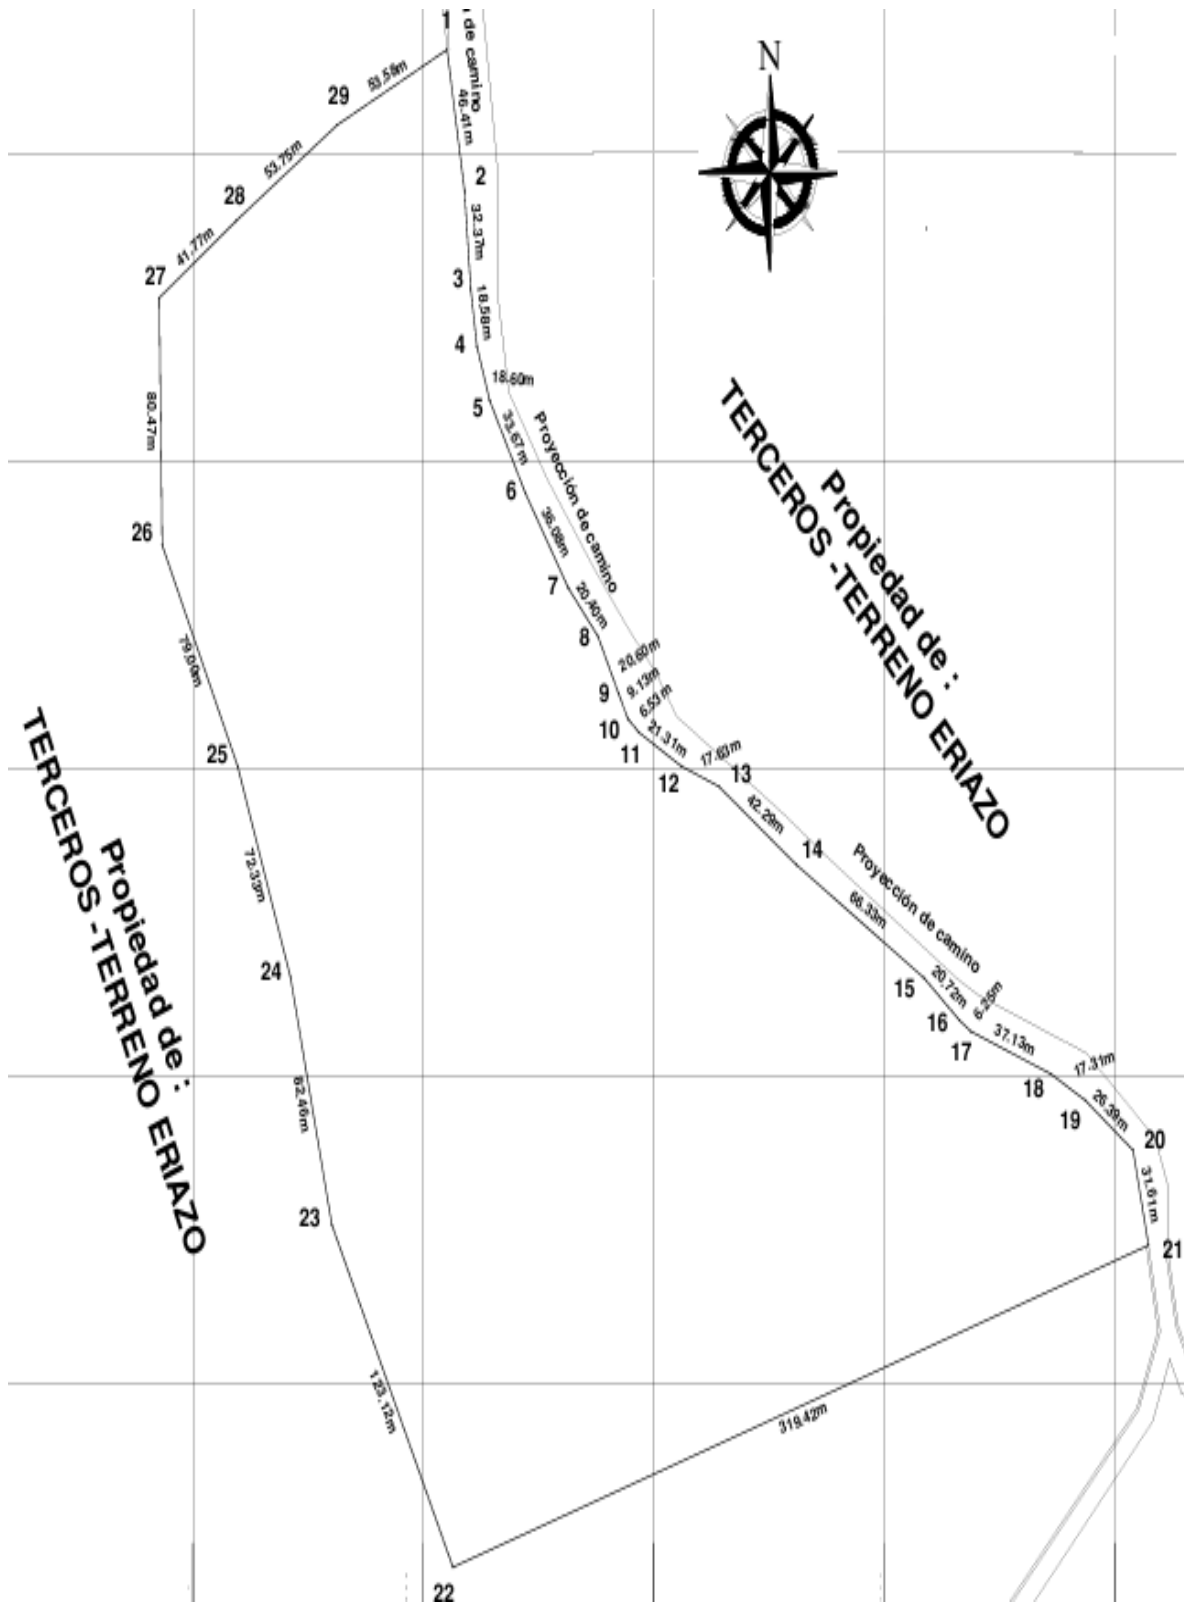 1
de camino
N
53.58m
29
46.41m
53.75m
2
28
32.37m
41.77m
27
3
18.58m
4
18.60m
5
80.47m
33.67m
Proyección de camino
6
26
36.08m
7
20.40m
8
Propiedad de :
TERCEROS -TERRENO ERIAZO
79.00m
20.60m
9.13m
9
6.53 m
10
21.31m
11
17.63m
12
13
25
42.29m
14
Proyección de camino
72.33m
66.33m
24
15
20.72m
6.25m
16
17
37.13m
Propiedad de :
TERCEROS -TERRENO ERIAZO
18
17.31m
82.46m
19
26.39m
20
31.61m
23
21
123.12m
319.42m
22